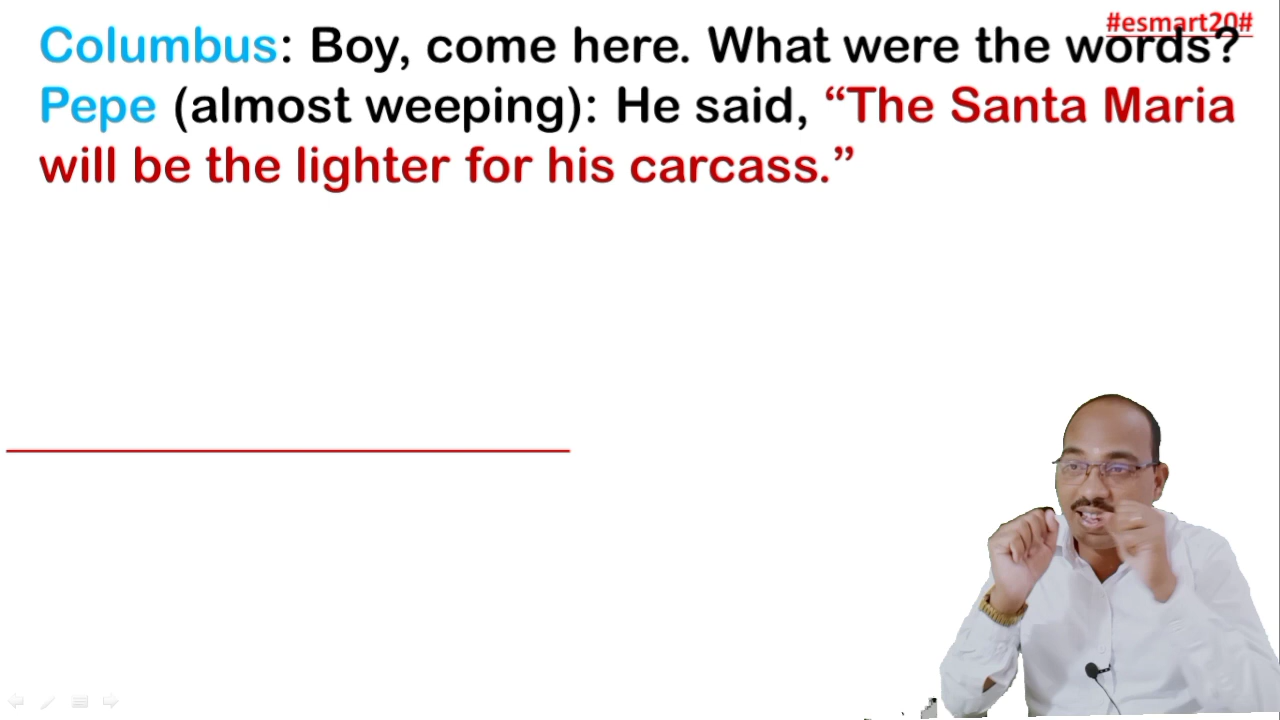 #esmart20#
Columbus: Boy, come here. What were the words?
Pepe (almost weeping): He said, “The Santa Maria
will be the lighter for his carcass.”